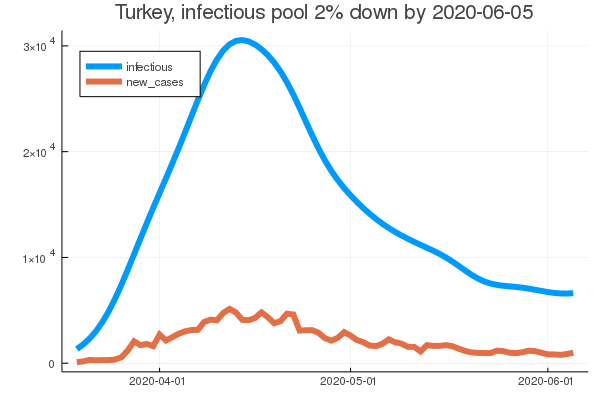 Turkey, infectious pool 2% down by 2020-06-05
3×10 4
infectious
new_cases
2×10 4
1×10 4
0
2020-04-01 2020-05-01 2020-06-01